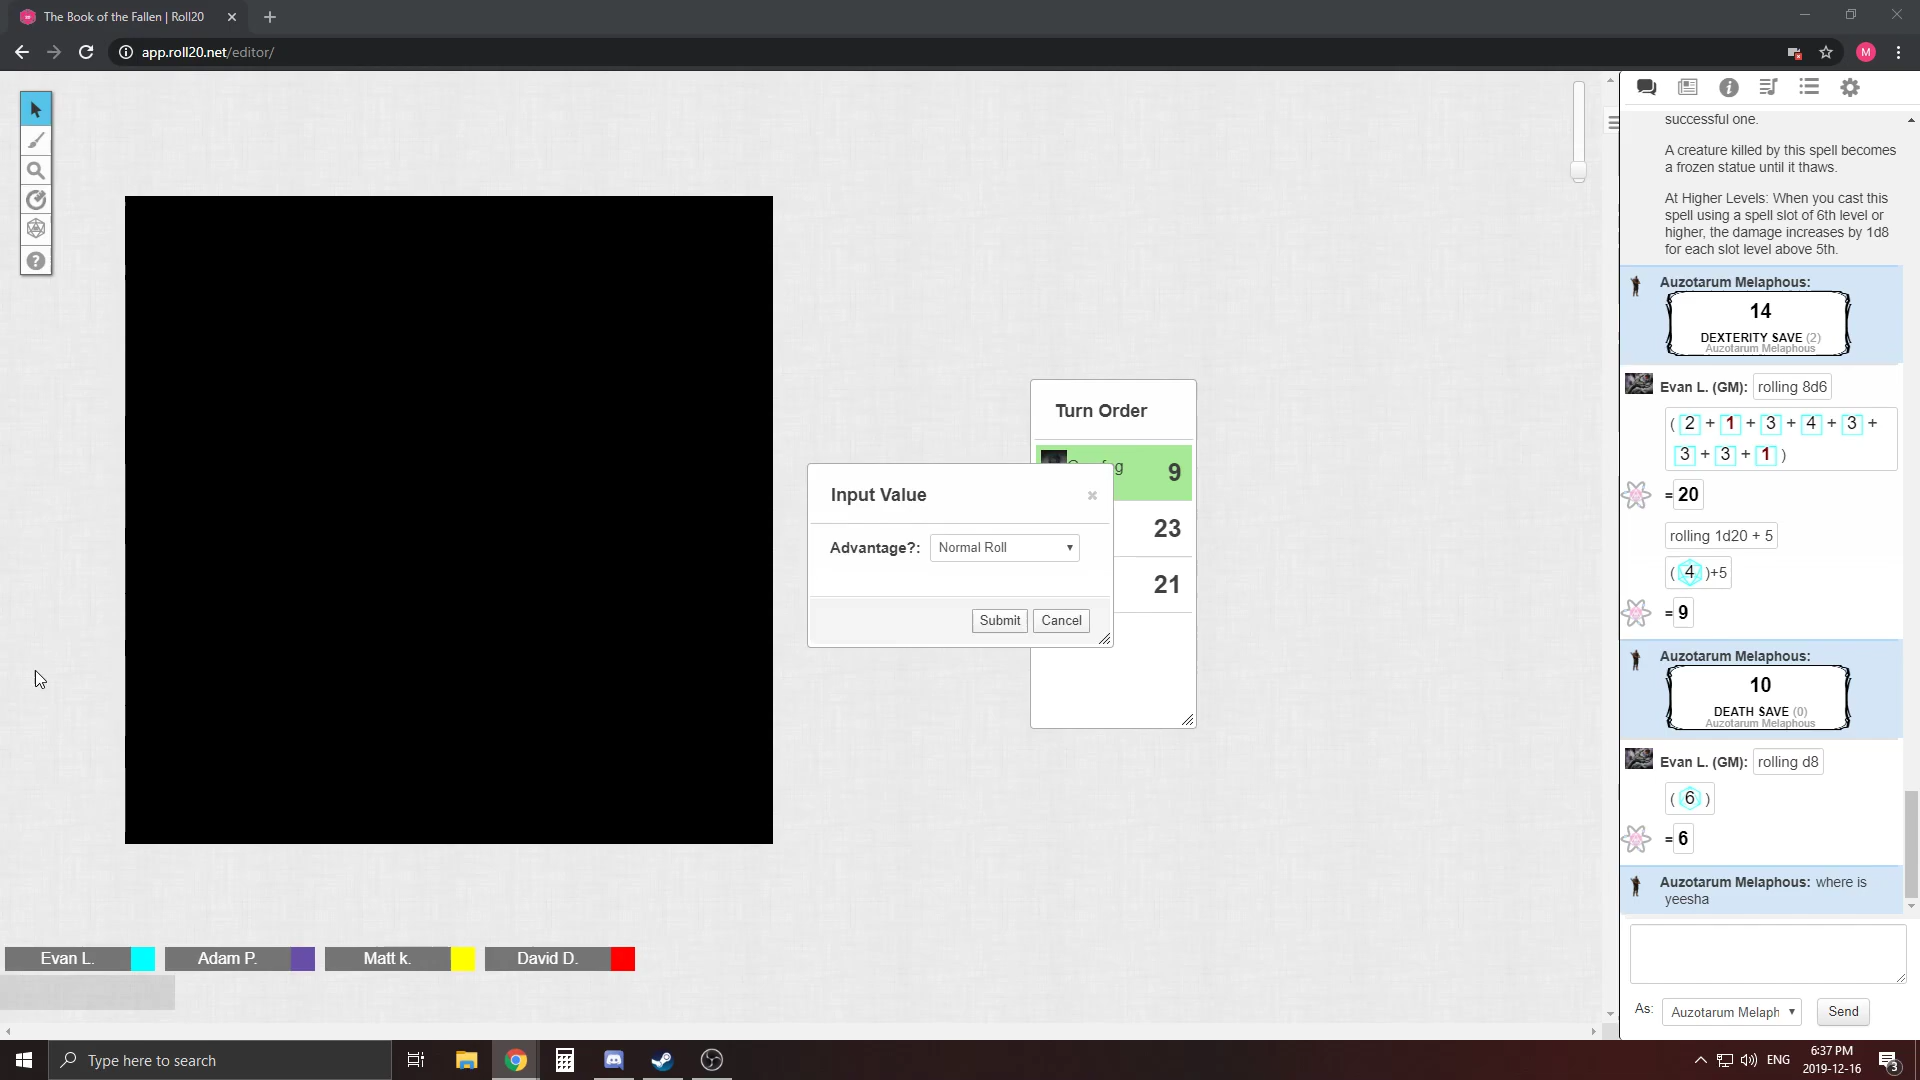 The Book of the Fallen | Roll20
app.roll20.net/editor/
M
successful one.
A creature killed by this spell becomes
a frozen statue until it thaws.
At Higher Levels: When you cast this
spell using a spell slot of 6th level or
higher, the damage increases by 1d8
for each slot level above 5th.
Auzotarum Melaphous:
14
DEXTERITY SAVE (2)
Auzotarum Melaphous
Evan L. (GM): rolling 8d6
( 2 + 1 + 3 + 4 + 3 +
3 + 3 + 1 )
= 20
rolling 1d20 + 5
( 4 )+5
= 9
Auzotarum Melaphous:
10
DEATH SAVE (0)
Auzotarum Melaphous
Evan L. (GM): rolling d8
( 6 )
= 6
Auzotarum Melaphous: where is
yeesha
As: Auzotarum Melaph
Send
Turn Order
9
23
21
Input Value
Advantage?: Normal Roll
Submit Cancel
Evan L. Adam P. Matt k. David D.
Type here to search
ENG
6:37 PM
2019-12-16
3